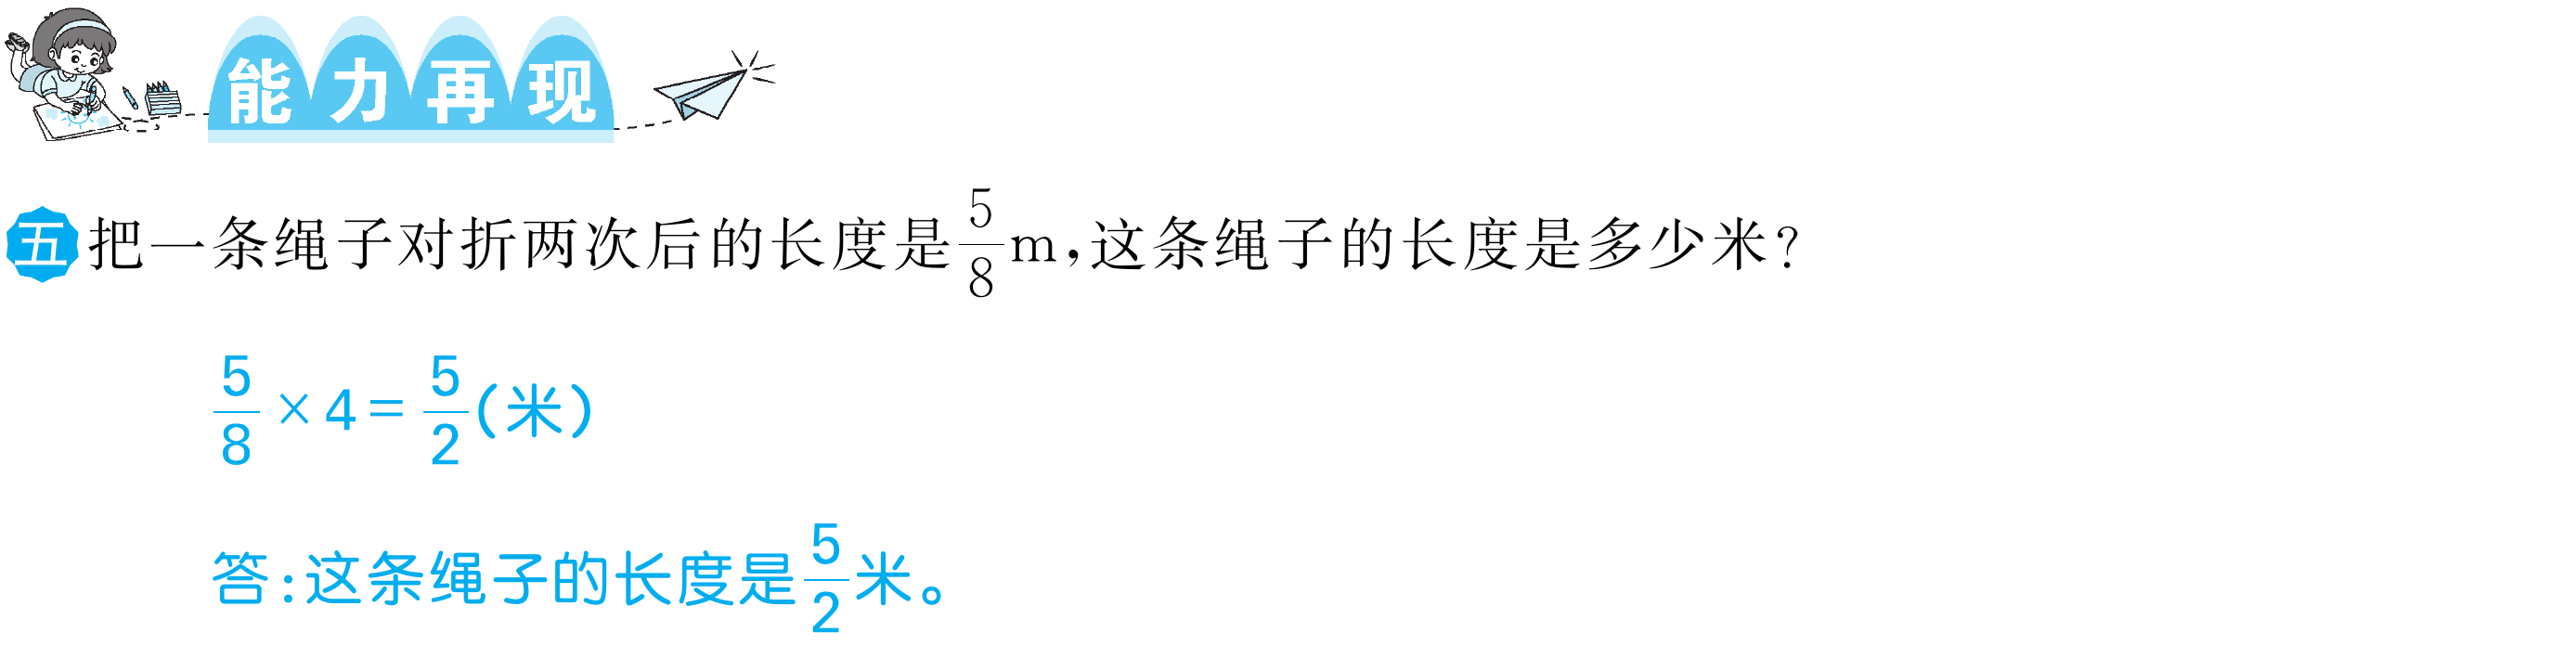 能力再现
五 把一条绳子对折两次后的长度是5/8m,这条绳子的长度是多少米?
5/8×4=5/2(米)
答:这条绳子的长度是5/2米。